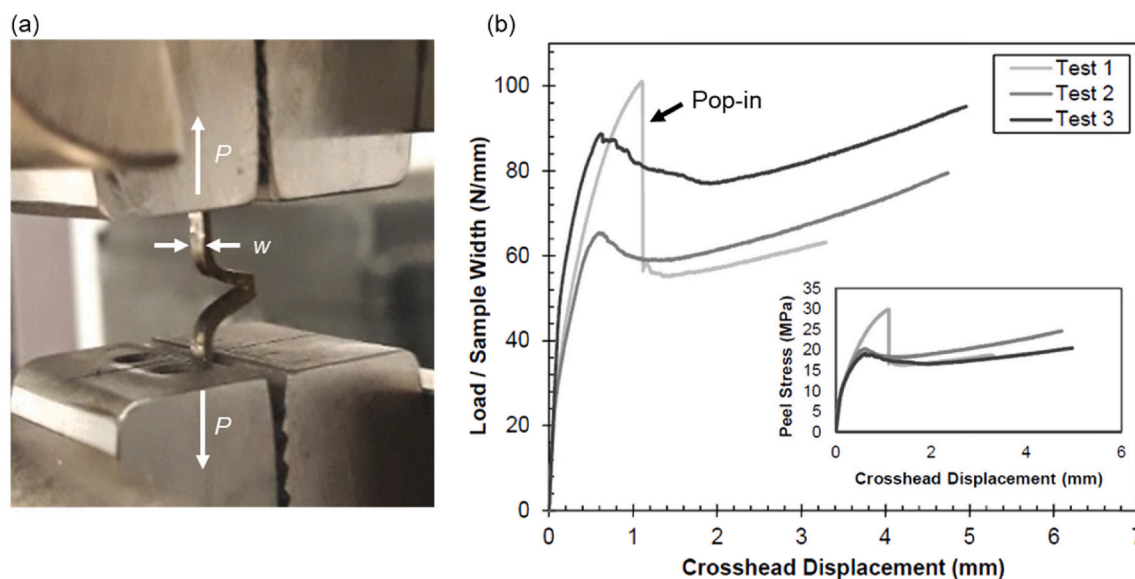 (a)
P
w
P
(b)
Load / Sample Width (N/mm)
100
80
60
40
20
0
0 1 2 3 4 5 6 7
Crosshead Displacement (mm)
Pop-in
Test 1
Test 2
Test 3
Peel Stress (MPa)
35
30
25
20
15
10
5
0
0 2 4 6
Crosshead Displacement (mm)